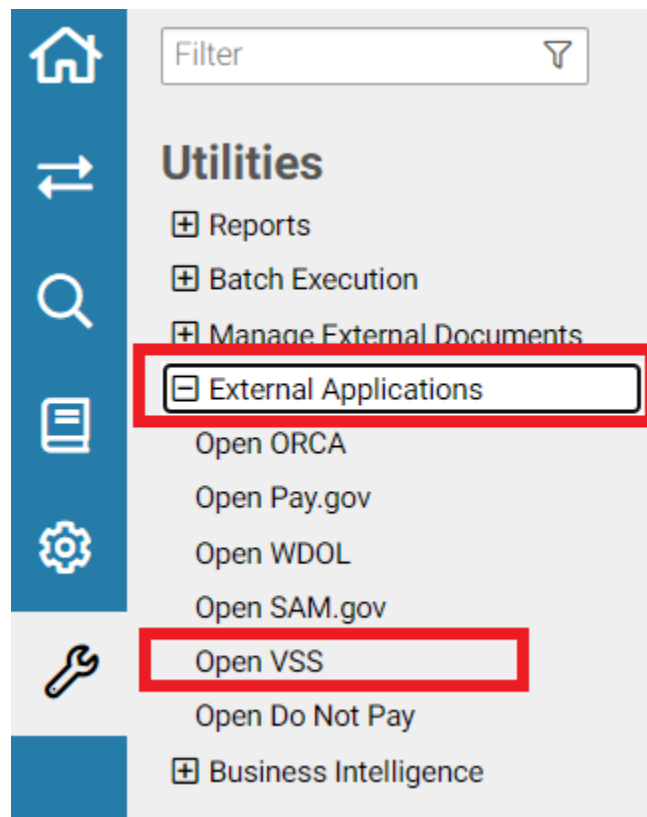 Filter
Utilities
Reports
Batch Execution
Manage External Documents
External Applications
Open ORCA
Open Pay.gov
Open WDOL
Open SAM.gov
Open VSS
Open Do Not Pay
Business Intelligence